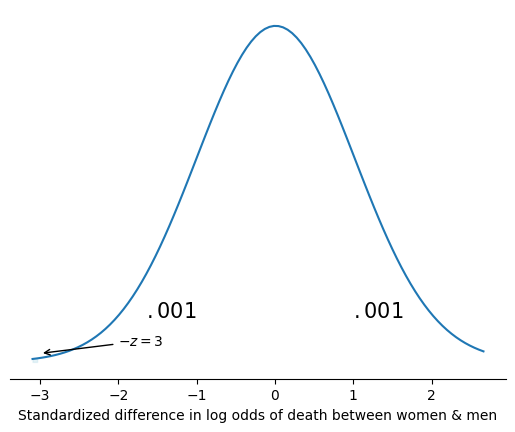 .001 .001
−z = 3
−3 −2 −1 0 1 2
Standardized difference in log odds of death between women & men